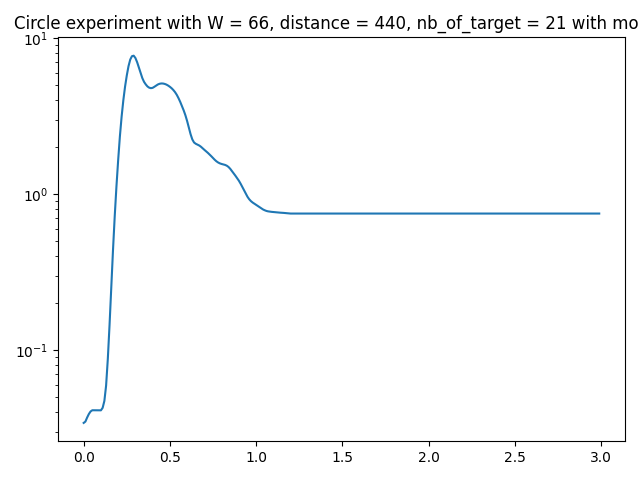 Circle experiment with W = 66, distance = 440, nb_of_target = 21 with mo
10¹
10⁰
10⁻¹
0.0 0.5 1.0 1.5 2.0 2.5 3.0